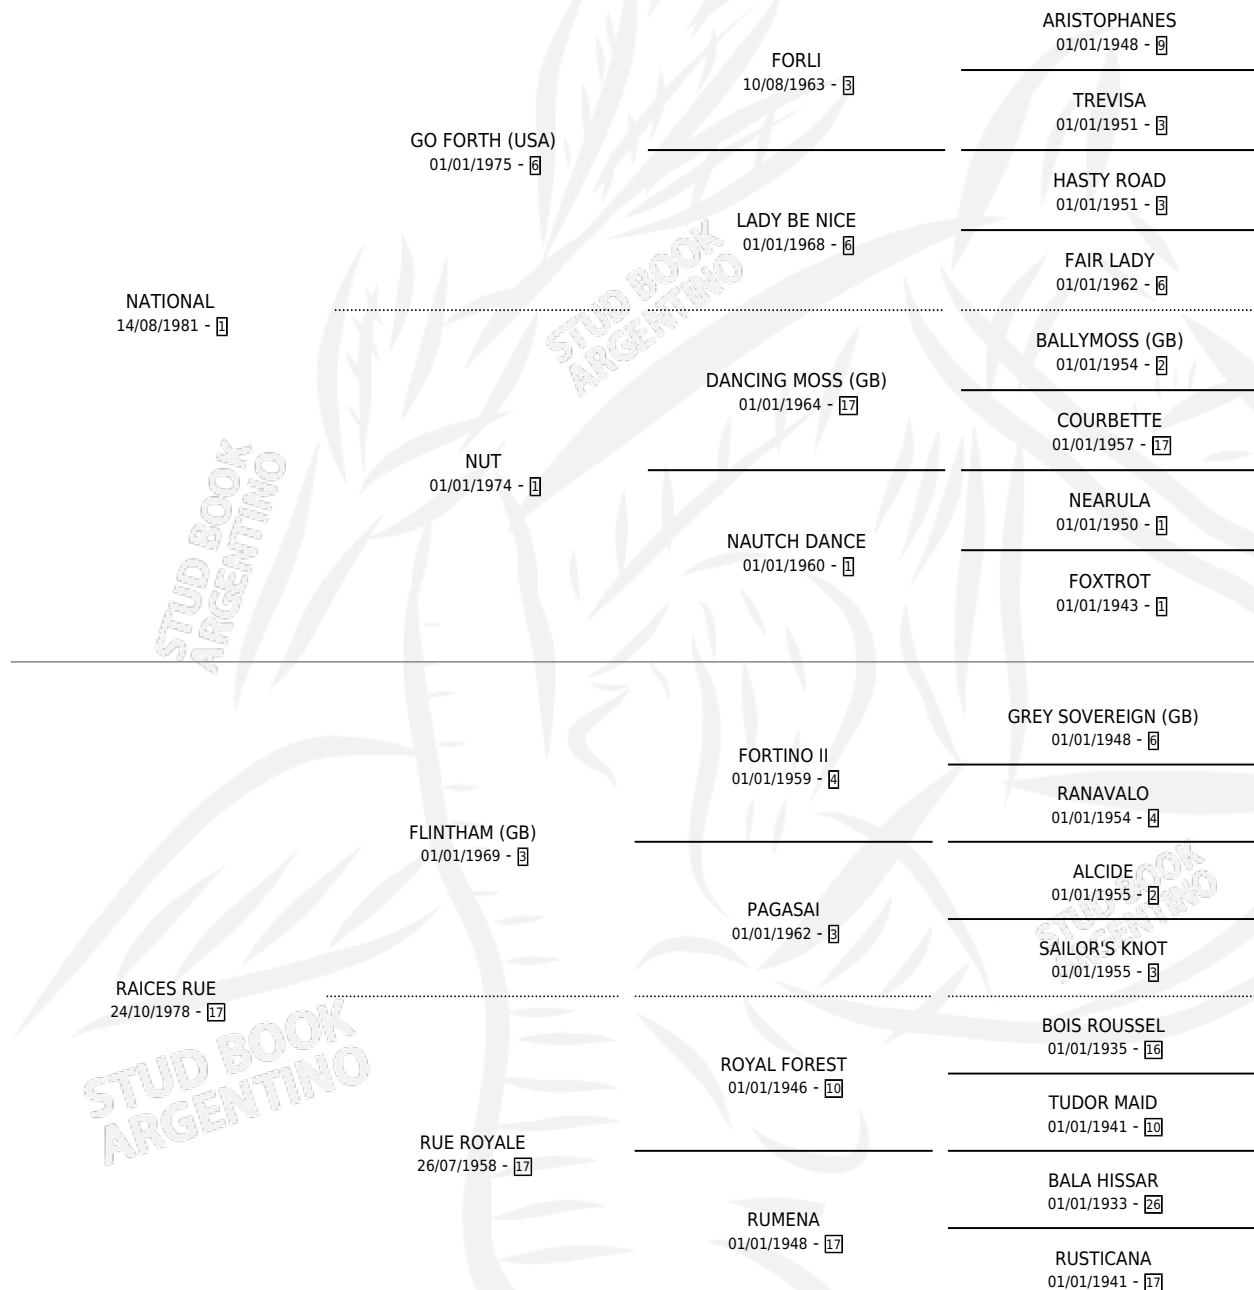 ARISTOPHANES
01/01/1948 - 9
FORLI
10/08/1963 - 3
TREVISA
01/01/1951 - 3
GO FORTH (USA)
01/01/1975 - 6
HASTY ROAD
01/01/1951 - 3
LADY BE NICE
01/01/1968 - 6
FAIR LADY
01/01/1962 - 6
NATIONAL
14/08/1981 - 1
BALLYMOSS (GB)
01/01/1954 - 2
DANCING MOSS (GB)
01/01/1964 - 17
COURBETTE
01/01/1957 - 17
NUT
01/01/1974 - 1
NEARULA
01/01/1950 - 1
NAUTCH DANCE
01/01/1960 - 1
FOXTROT
01/01/1943 - 1
GREY SOVEREIGN (GB)
01/01/1948 - 6
FORTINO II
01/01/1959 - 4
RANAVALO
01/01/1954 - 4
FLINTHAM (GB)
01/01/1969 - 3
ALCIDE
01/01/1955 - 2
PAGASAI
01/01/1962 - 3
SAILOR'S KNOT
01/01/1955 - 3
RAICES RUE
24/10/1978 - 17
BOIS ROUSSEL
01/01/1935 - 16
ROYAL FOREST
01/01/1946 - 10
TUDOR MAID
01/01/1941 - 10
RUE ROYALE
26/07/1958 - 17
BALA HISSAR
01/01/1933 - 26
RUMENA
01/01/1948 - 17
RUSTICANA
01/01/1941 - 17
STUD BOOK
ARGENTINO
STUD BOOK
ARGENTINO
STUD BOOK
ARGENTINO
STUD BOOK
ARGENTINO